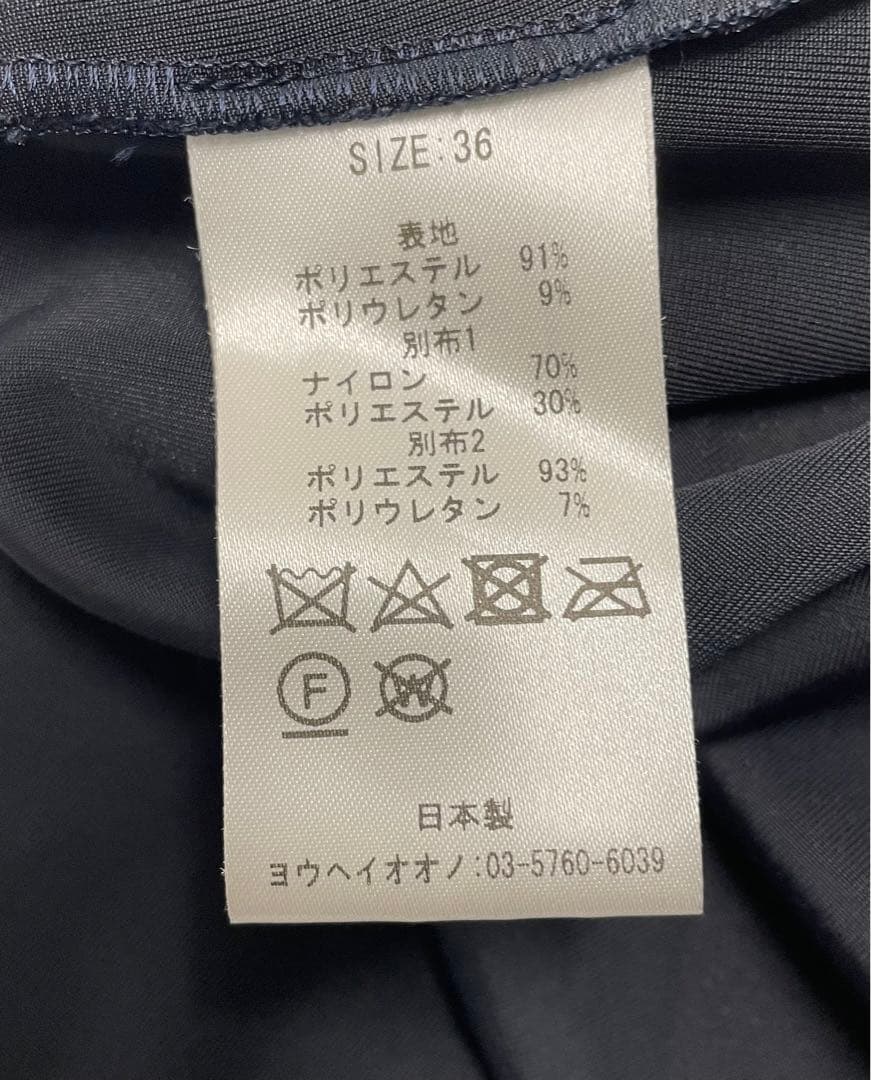 SIZE:36
表地
ポリエステル 91%
ポリウレタン 9%
別布1
ナイロン 70%
ポリエステル 30%
別布2
ポリエステル 93%
ポリウレタン 7%
F W
日本製
ヨウヘイオオノ:03-5760-6039